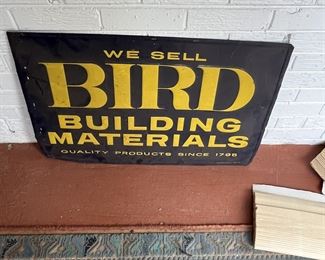 WE SELL
BIRD
BUILDING
MATERIALS
QUALITY PRODUCTS SINCE 1795